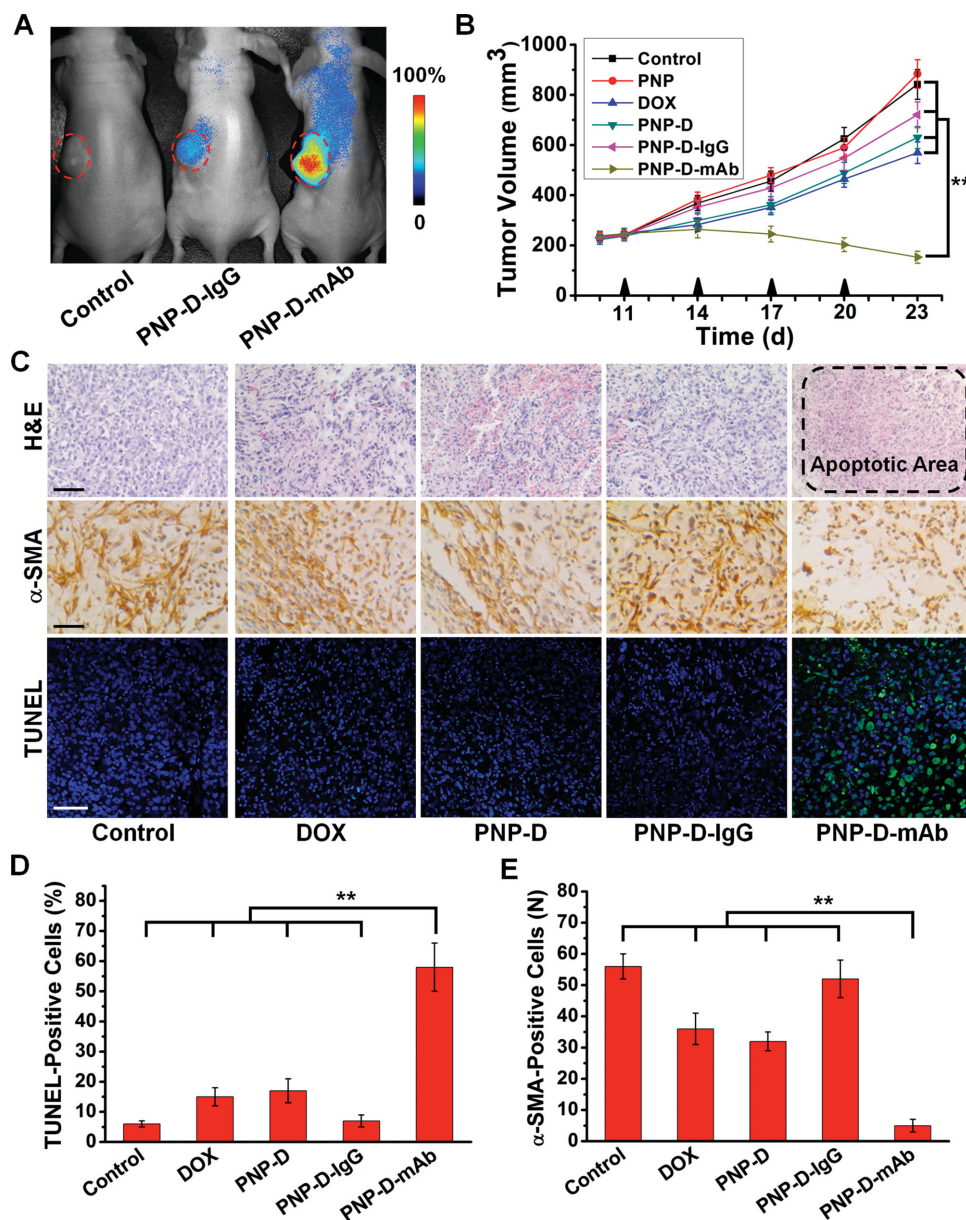 A
100%
0
Control
PNP-D-IgG
PNP-D-mAb
B
Tumor Volume (mm³)
1000
800
600
400
200
0
Control
PNP
DOX
PNP-D
PNP-D-IgG
PNP-D-mAb
**
11
14
17
20
23
Time (d)
C
H&E
Apoptotic Area
α-SMA
TUNEL
Control
DOX
PNP-D
PNP-D-IgG
PNP-D-mAb
D
TUNEL-Positive Cells (%)
80
70
60
50
40
30
20
10
0
**
Control
DOX
PNP-D
PNP-D-IgG
PNP-D-mAb
E
α-SMA-Positive Cells (N)
80
70
60
50
40
30
20
10
0
**
Control
DOX
PNP-D
PNP-D-IgG
PNP-D-mAb